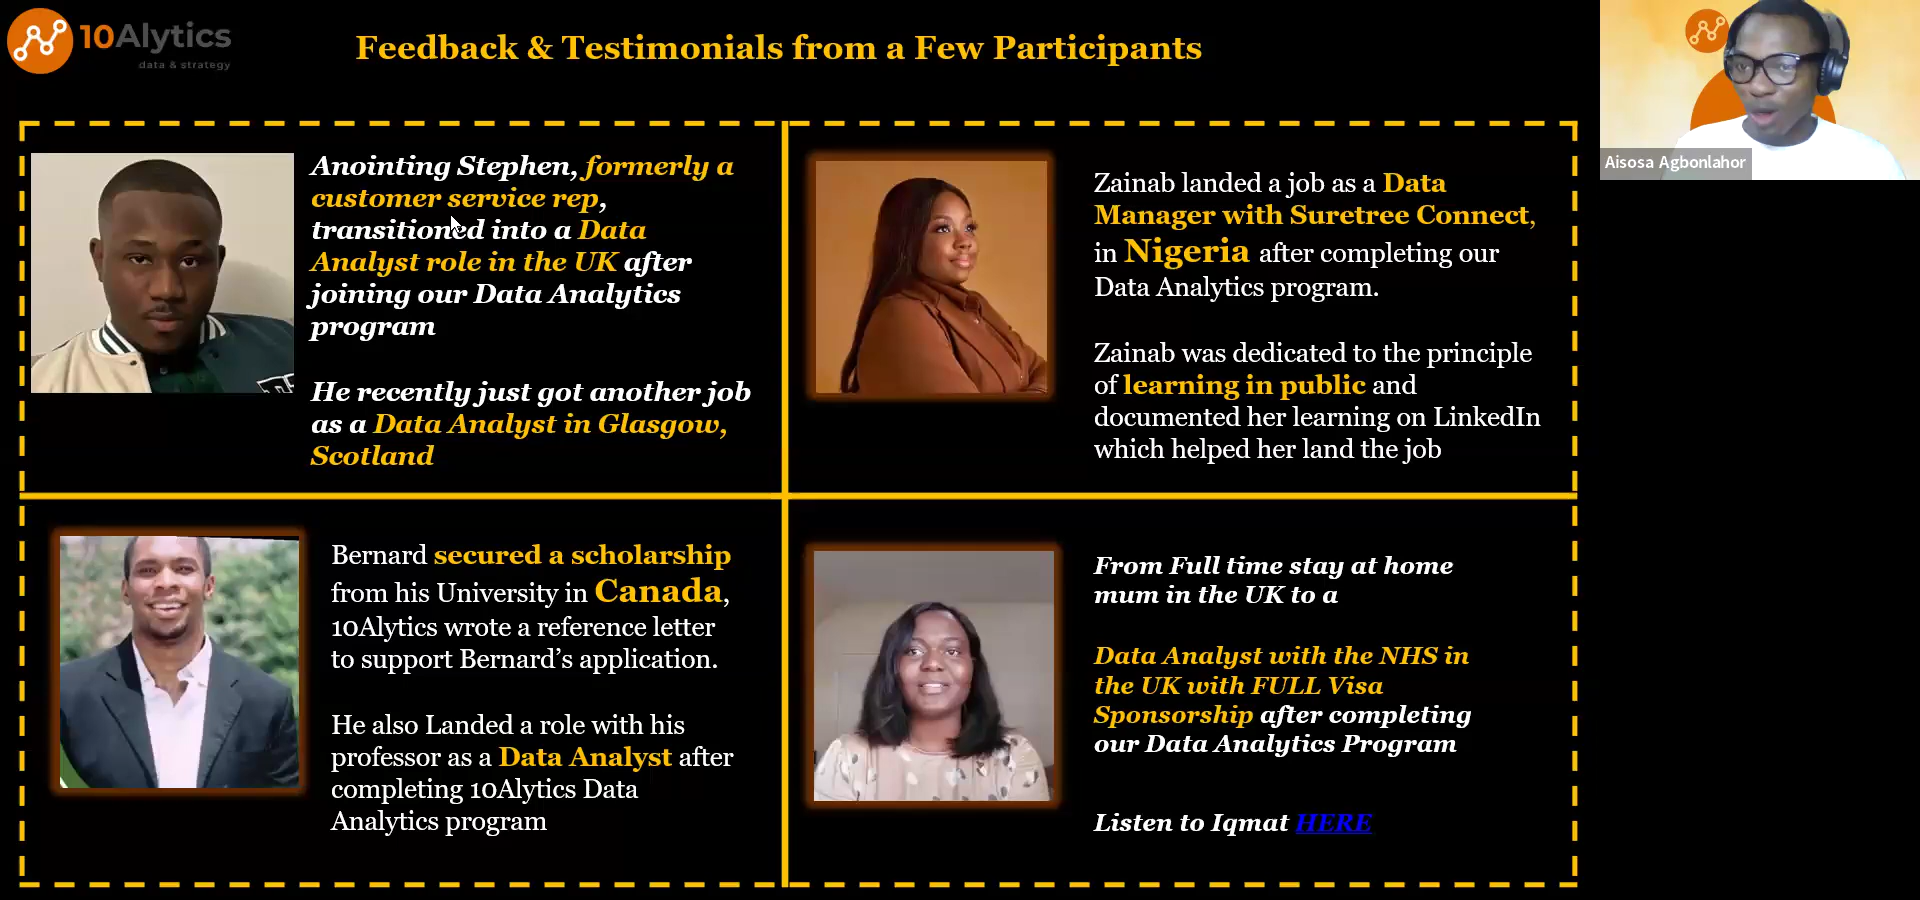 10Alytics
data & strategy
Feedback & Testimonials from a Few Participants
Aisosa Agbonlahor
Anointing Stephen, formerly a
customer service rep,
transitioned into a Data
Analyst role in the UK after
joining our Data Analytics
program
He recently just got another job
as a Data Analyst in Glasgow,
Scotland
Zainab landed a job as a Data
Manager with Suretree Connect,
in Nigeria after completing our
Data Analytics program.
Zainab was dedicated to the principle
of learning in public and
documented her learning on LinkedIn
which helped her land the job
Bernard secured a scholarship
from his University in Canada,
10Alytics wrote a reference letter
to support Bernard’s application.
He also Landed a role with his
professor as a Data Analyst after
completing 10Alytics Data
Analytics program
From Full time stay at home
mum in the UK to a
Data Analyst with the NHS in
the UK with FULL Visa
Sponsorship after completing
our Data Analytics Program
Listen to Iqmat HERE